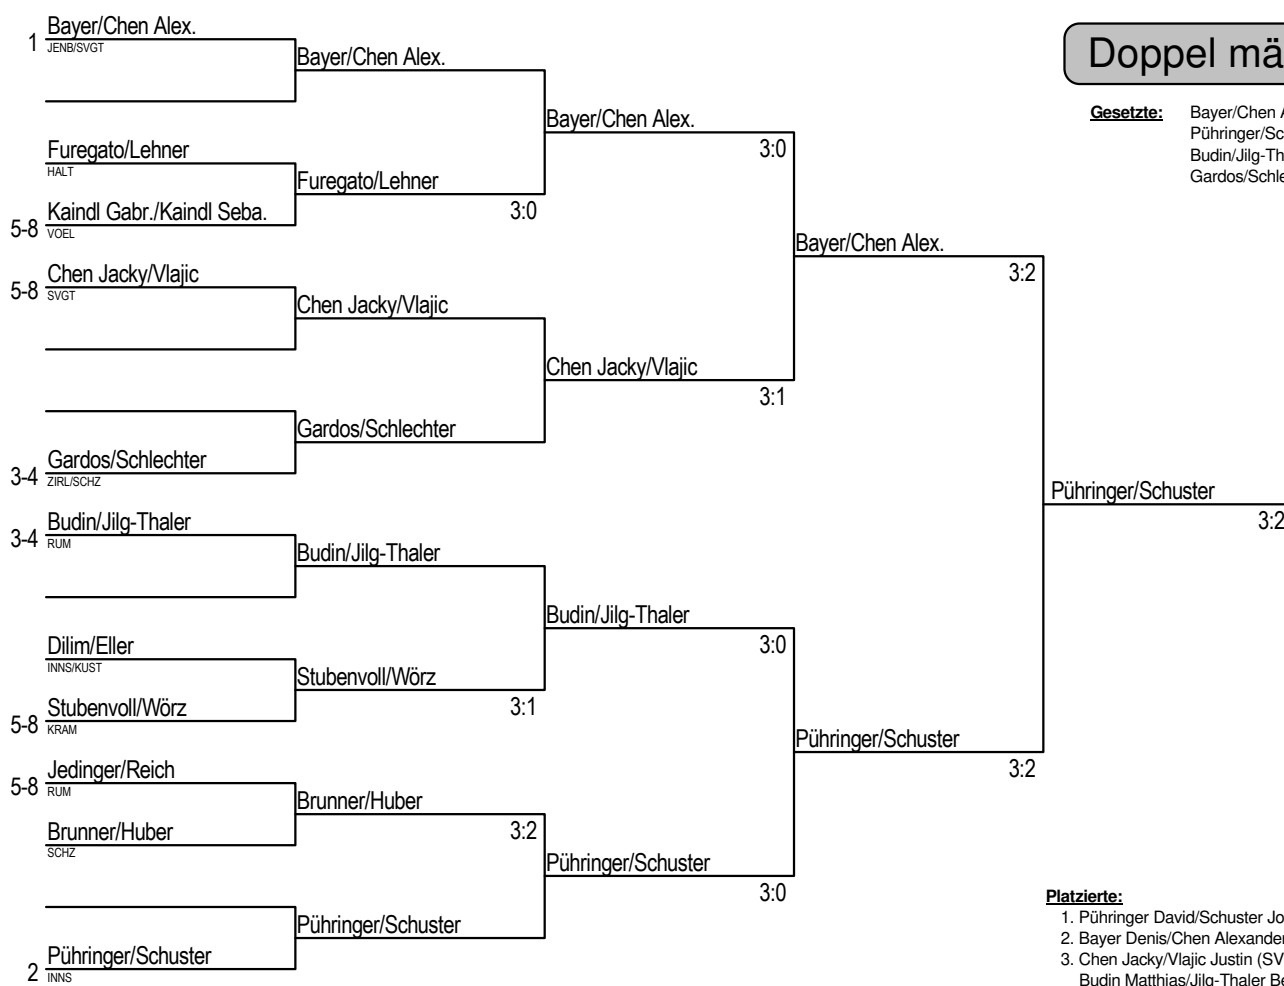 Doppel mä
Gesetzte: Bayer/Chen
Pühringer/Sc
Budin/Jilg-Th
Gardos/Schle
1 Bayer/Chen Alex.
JENB/SVGT
Furegato/Lehner
HALT
5-8 Kaindl Gabr./Kaindl Seba.
VOEL
5-8 Chen Jacky/Vlajic
SVGT
3-4 Gardos/Schlechter
ZIRL/SCHZ
3-4 Budin/Jilg-Thaler
RUM
Dilim/Eller
INNS/KUST
5-8 Stubenvoll/Wörz
KRAM
5-8 Jedinger/Reich
RUM
Brunner/Huber
SCHZ
2 Pühringer/Schuster
INNS
Bayer/Chen Alex.
Furegato/Lehner
3:0
Chen Jacky/Vlajic
Gardos/Schlechter
Budin/Jilg-Thaler
Stubenvoll/Wörz
3:1
Brunner/Huber
3:2
Pühringer/Schuster
Bayer/Chen Alex.
3:0
Chen Jacky/Vlajic
3:1
Budin/Jilg-Thaler
3:0
Pühringer/Schuster
3:0
Bayer/Chen Alex.
3:2
Pühringer/Schuster
3:2
Pühringer/Schuster
3:2
Platzierte:
1. Pühringer David/Schuster Jo
2. Bayer Denis/Chen Alexander
3. Chen Jacky/Vlajic Justin (SV
Budin Matthias/Jilg-Thaler Be